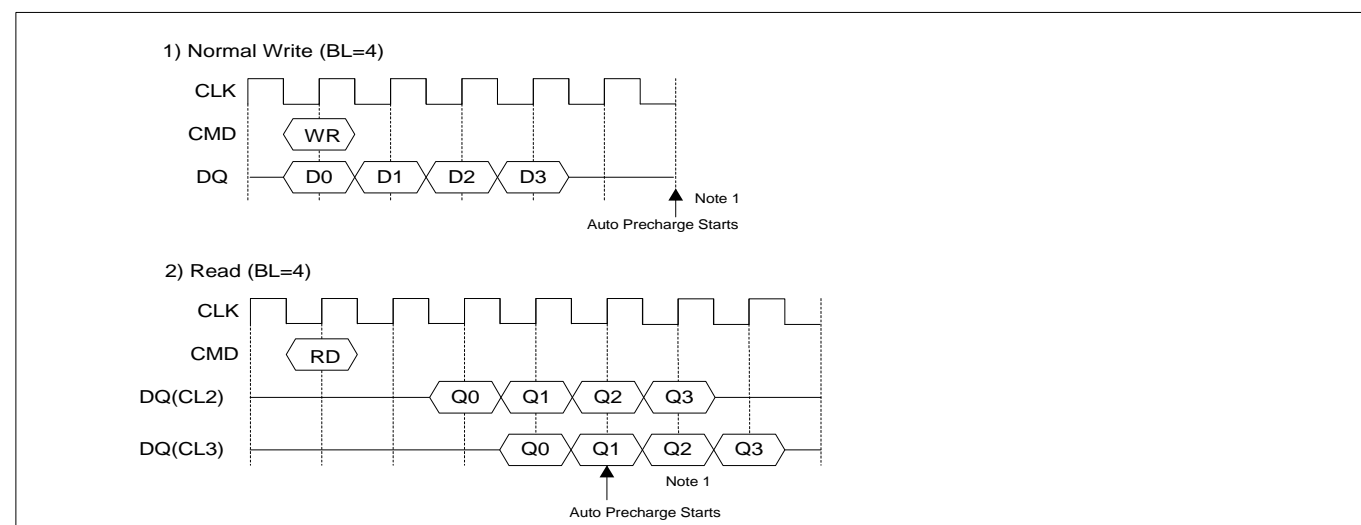 1) Normal Write (BL=4)
CLK
CMD WR
DQ D0 D1 D2 D3
Note 1
Auto Precharge Starts
2) Read (BL=4)
CLK
CMD RD
DQ(CL2) Q0 Q1 Q2 Q3
DQ(CL3) Q0 Q1 Q2 Q3
Note 1
Auto Precharge Starts